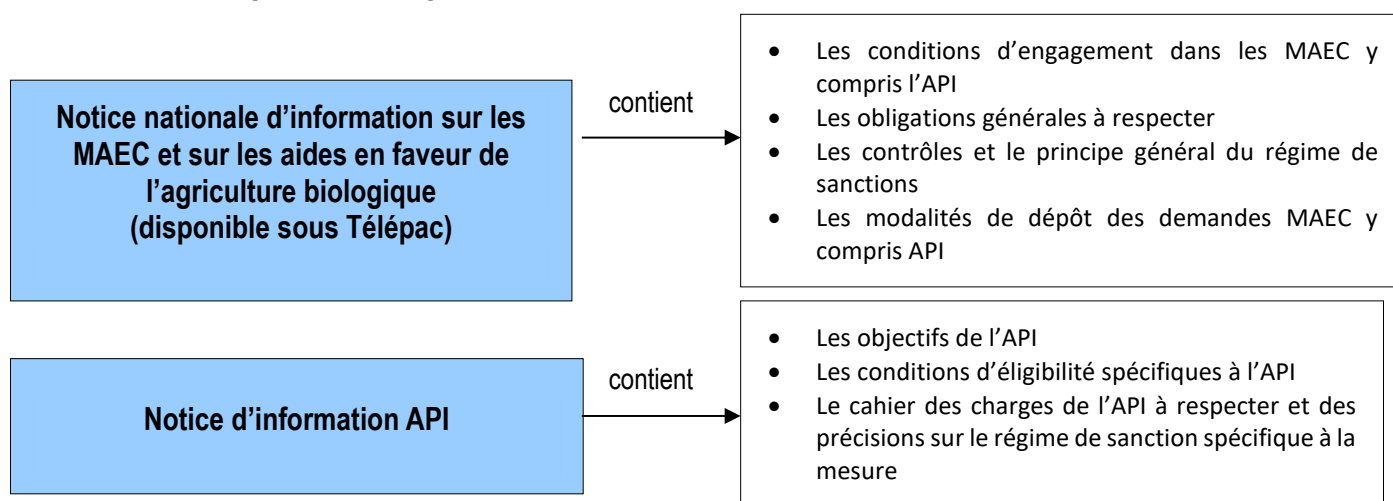 Notice nationale d'information sur les
MAEC et sur les aides en faveur de
l'agriculture biologique
(disponible sous Télépac)
contient
• Les conditions d’engagement dans les MAEC y
compris l’API
• Les obligations générales à respecter
• Les contrôles et le principe général du régime de
sanctions
• Les modalités de dépôt des demandes MAEC y
compris API
Notice d’information API
contient
• Les objectifs de l’API
• Les conditions d’éligibilité spécifiques à l’API
• Le cahier des charges de l’API à respecter et des
précisions sur le régime de sanction spécifique à la
mesure